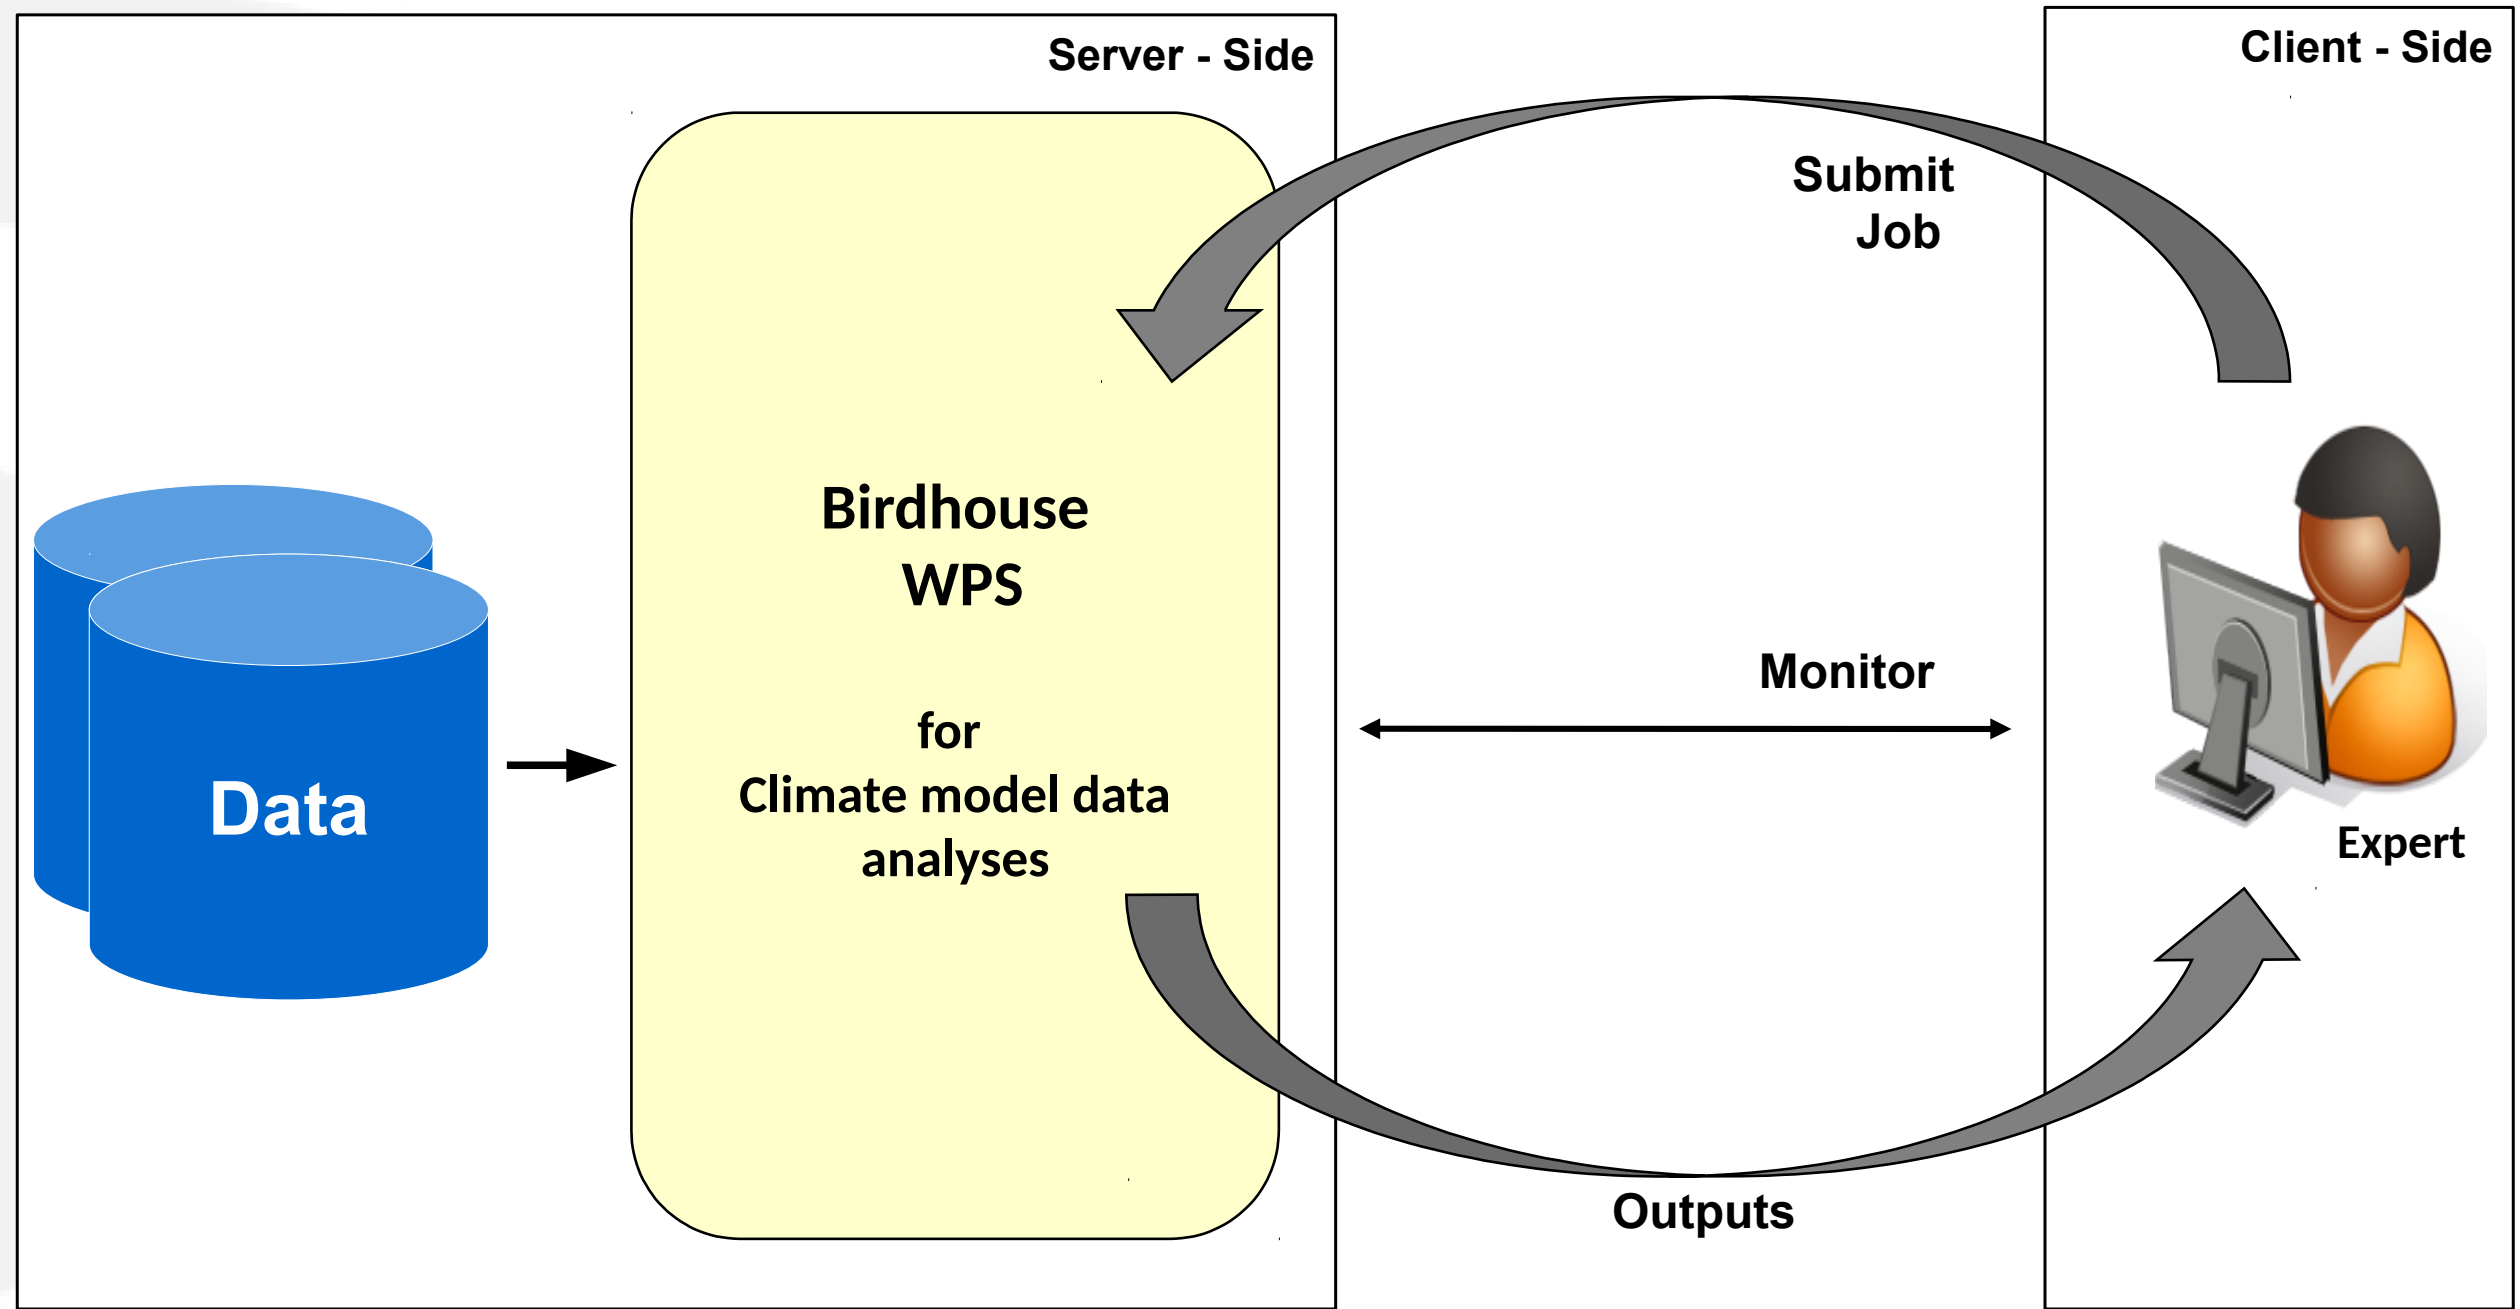 Server - Side
Client - Side
Submit
Job
Birdhouse
WPS
for
Climate model data
analyses
Data
Monitor
Expert
Outputs